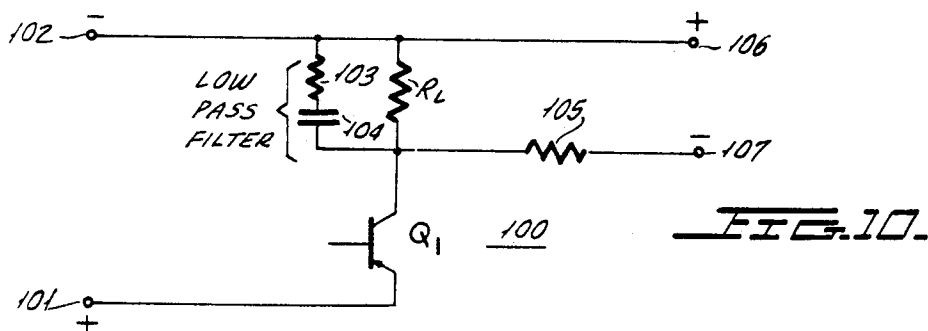 102 − + 106
LOW 103 RL
PASS 104 105
FILTER − 107
Q1 100 FIG.10.
101
+